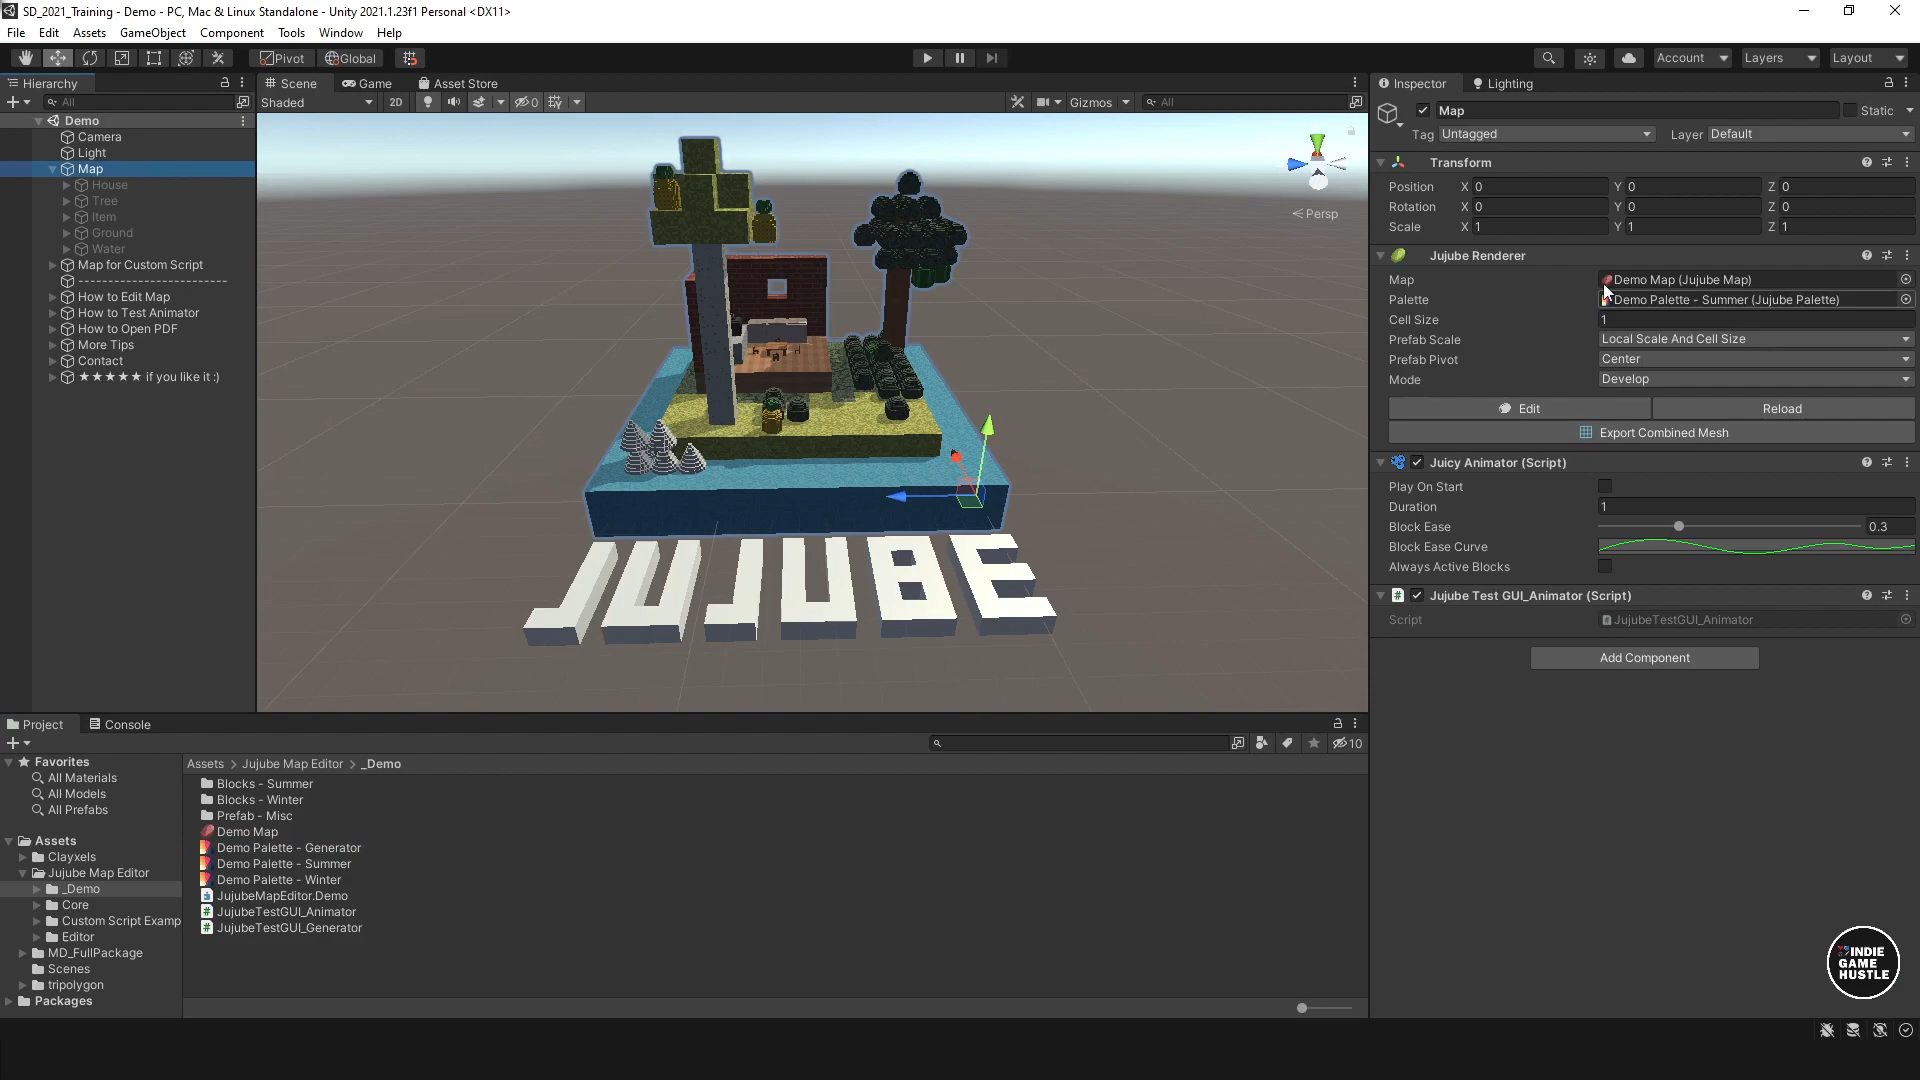 SD_2021_Training - Demo - PC, Mac & Linux Standalone - Unity 2021.1.23f1 Personal <DX11>
File Edit Assets GameObject Component Tools Window Help
Pivot Global Account Layers Layout
Hierarchy
All
Demo
Camera
Light
Map
House
Tree
Item
Ground
Water
Map for Custom Script
----------------------------
How to Edit Map
How to Test Animator
How to Open PDF
More Tips
Contact
★★★★★ if you like it :)
Scene Game Asset Store
Shaded 2D 0 Gizmos All
Persp
JUJUBE
Inspector Lighting
Map Static
Tag Untagged Layer Default
Transform
Position X 0 Y 0 Z 0
Rotation X 0 Y 0 Z 0
Scale X 1 Y 1 Z 1
Jujube Renderer
Map Demo Map (Jujube Map)
Palette Demo Palette - Summer (Jujube Palette)
Cell Size 1
Prefab Scale Local Scale And Cell Size
Prefab Pivot Center
Mode Develop
Edit Reload
Export Combined Mesh
Juicy Animator (Script)
Play On Start
Duration 1
Block Ease 0.3
Block Ease Curve
Always Active Blocks
Jujube Test GUI_Animator (Script)
Script JujubeTestGUI_Animator
Add Component
Project Console
10
Favorites
All Materials
All Models
All Prefabs
Assets
Clayxels
Jujube Map Editor
_Demo
Core
Custom Script Examp
Editor
MD_FullPackage
Scenes
tripolygon
Packages
Assets > Jujube Map Editor > _Demo
Blocks - Summer
Blocks - Winter
Prefab - Misc
Demo Map
Demo Palette - Generator
Demo Palette - Summer
Demo Palette - Winter
JujubeMapEditor.Demo
JujubeTestGUI_Animator
JujubeTestGUI_Generator
INDIE
GAME
HUSTLE